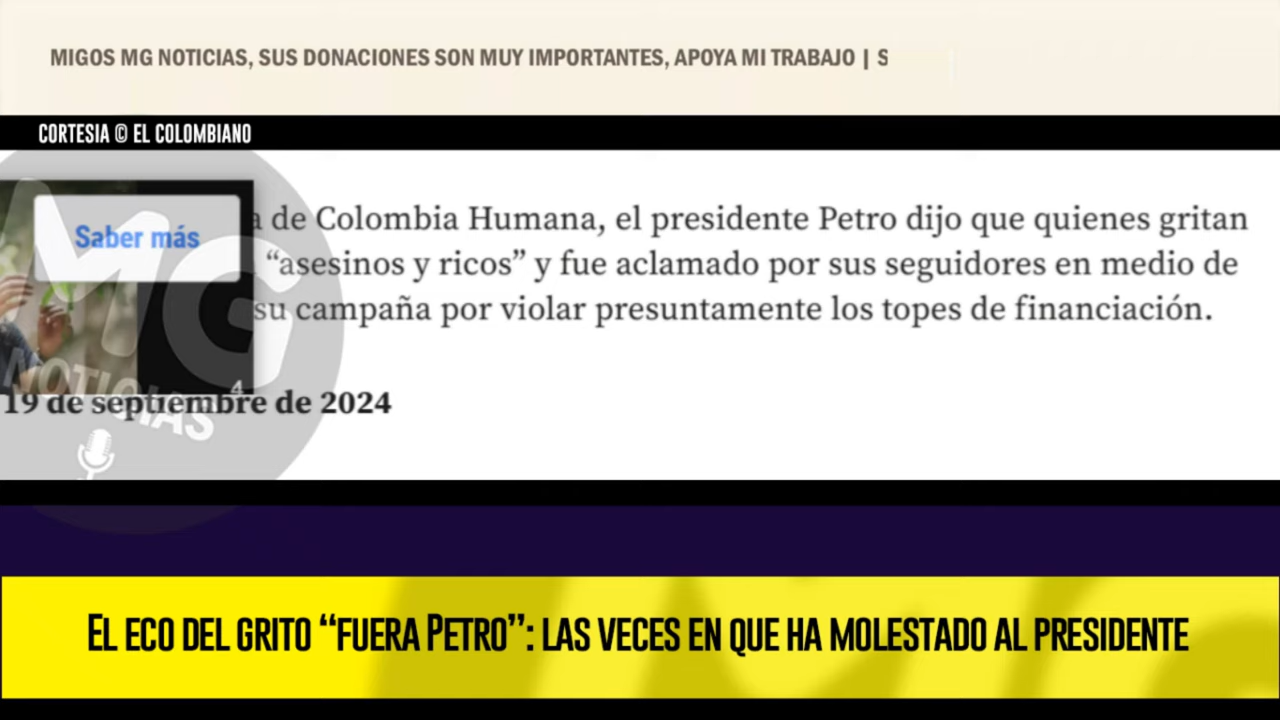 MIGOS MG NOTICIAS, SUS DONACIONES SON MUY IMPORTANTES, APOYA MI TRABAJO | S
CORTESIA © EL COLOMBIANO
Saber más
a de Colombia Humana, el presidente Petro dijo que quienes gritan
“asesinos y ricos” y fue aclamado por sus seguidores en medio de
su campaña por violar presuntamente los topes de financiación.
MG
NOTICIAS
4
19 de septiembre de 2024
EL ECO DEL GRITO “FUERA PETRO”: LAS VECES EN QUE HA MOLESTADO AL PRESIDENTE